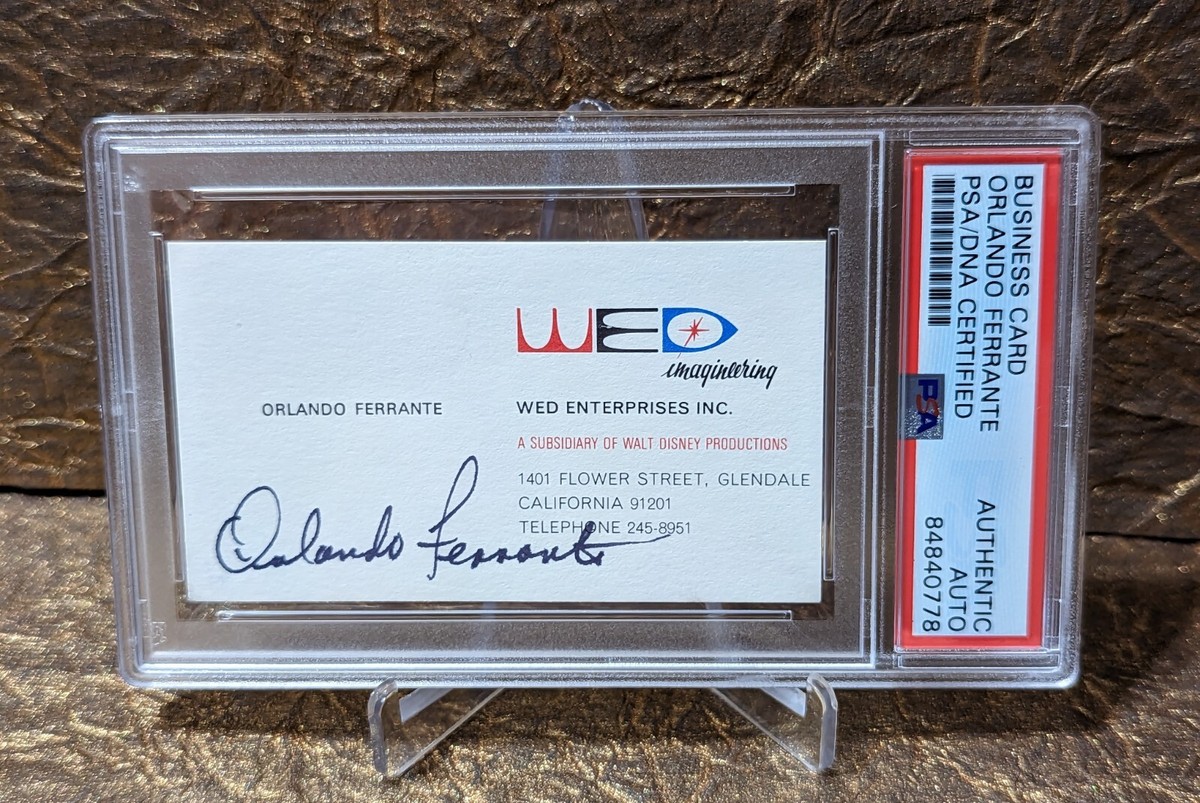 WED
imagineering
ORLANDO FERRANTE
WED ENTERPRISES INC.
A SUBSIDIARY OF WALT DISNEY PRODUCTIONS
1401 FLOWER STREET, GLENDALE
CALIFORNIA 91201
TELEPHONE 245-8951
Orlando Ferrante
BUSINESS CARD
ORLANDO FERRANTE
PSA/DNA CERTIFIED
PSA
AUTHENTIC
AUTO
84840778